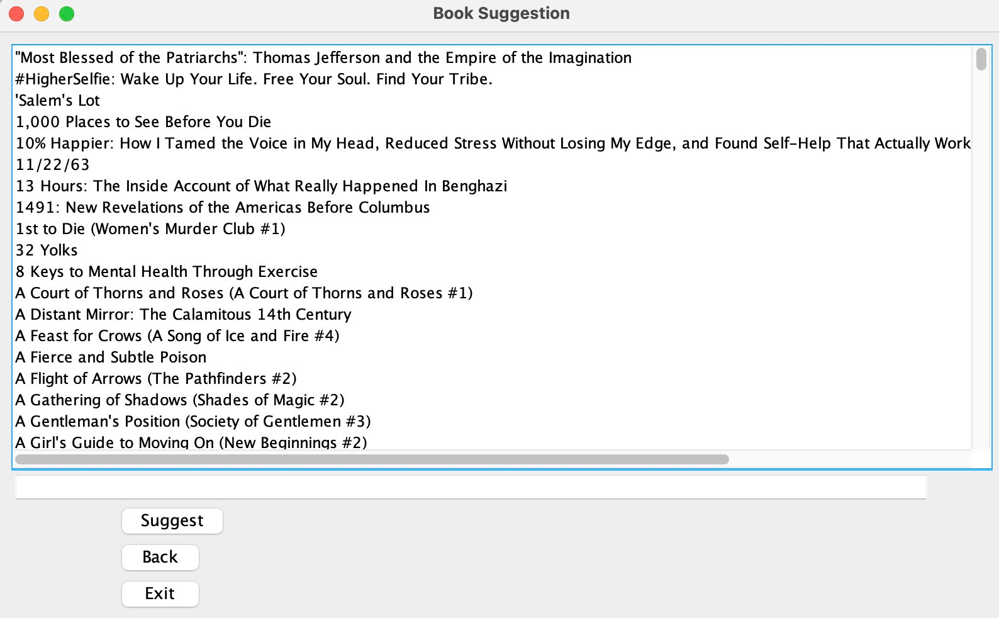 Book Suggestion
"Most Blessed of the Patriarchs": Thomas Jefferson and the Empire of the Imagination
#HigherSelfie: Wake Up Your Life. Free Your Soul. Find Your Tribe.
'Salem's Lot
1,000 Places to See Before You Die
10% Happier: How I Tamed the Voice in My Head, Reduced Stress Without Losing My Edge, and Found Self-Help That Actually Work
11/22/63
13 Hours: The Inside Account of What Really Happened In Benghazi
1491: New Revelations of the Americas Before Columbus
1st to Die (Women's Murder Club #1)
32 Yolks
8 Keys to Mental Health Through Exercise
A Court of Thorns and Roses (A Court of Thorns and Roses #1)
A Distant Mirror: The Calamitous 14th Century
A Feast for Crows (A Song of Ice and Fire #4)
A Fierce and Subtle Poison
A Flight of Arrows (The Pathfinders #2)
A Gathering of Shadows (Shades of Magic #2)
A Gentleman's Position (Society of Gentlemen #3)
A Girl's Guide to Moving On (New Beginnings #2)
Suggest
Back
Exit